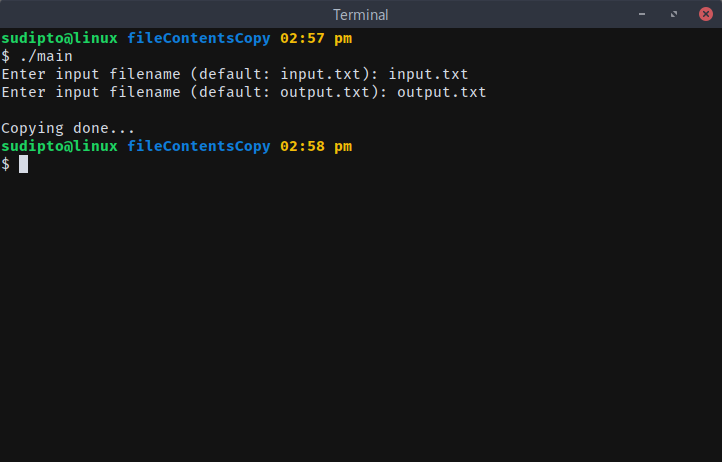 Terminal
sudipto@linux fileContentsCopy 02:57 pm
$ ./main
Enter input filename (default: input.txt): input.txt
Enter input filename (default: output.txt): output.txt
Copying done...
sudipto@linux fileContentsCopy 02:58 pm
$